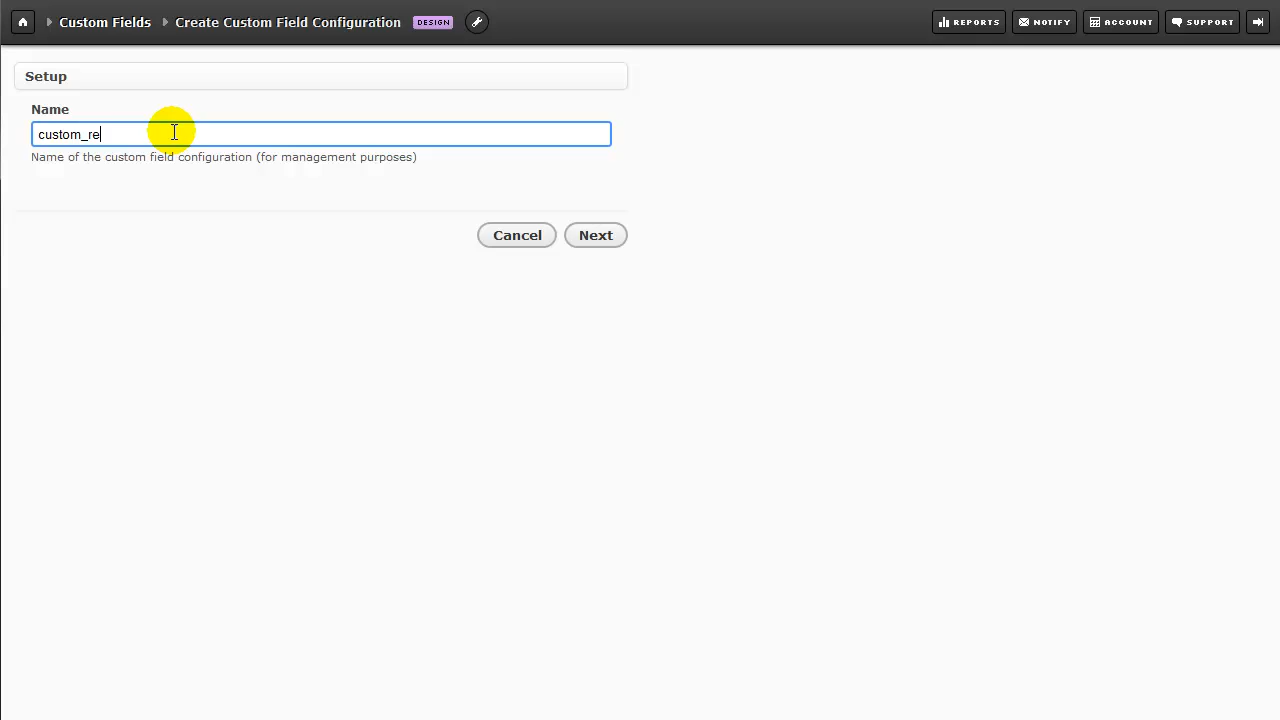 Custom Fields Create Custom Field Configuration DESIGN REPORTS NOTIFY ACCOUNT SUPPORT
Setup
Name
custom_re
Name of the custom field configuration (for management purposes)
Cancel Next